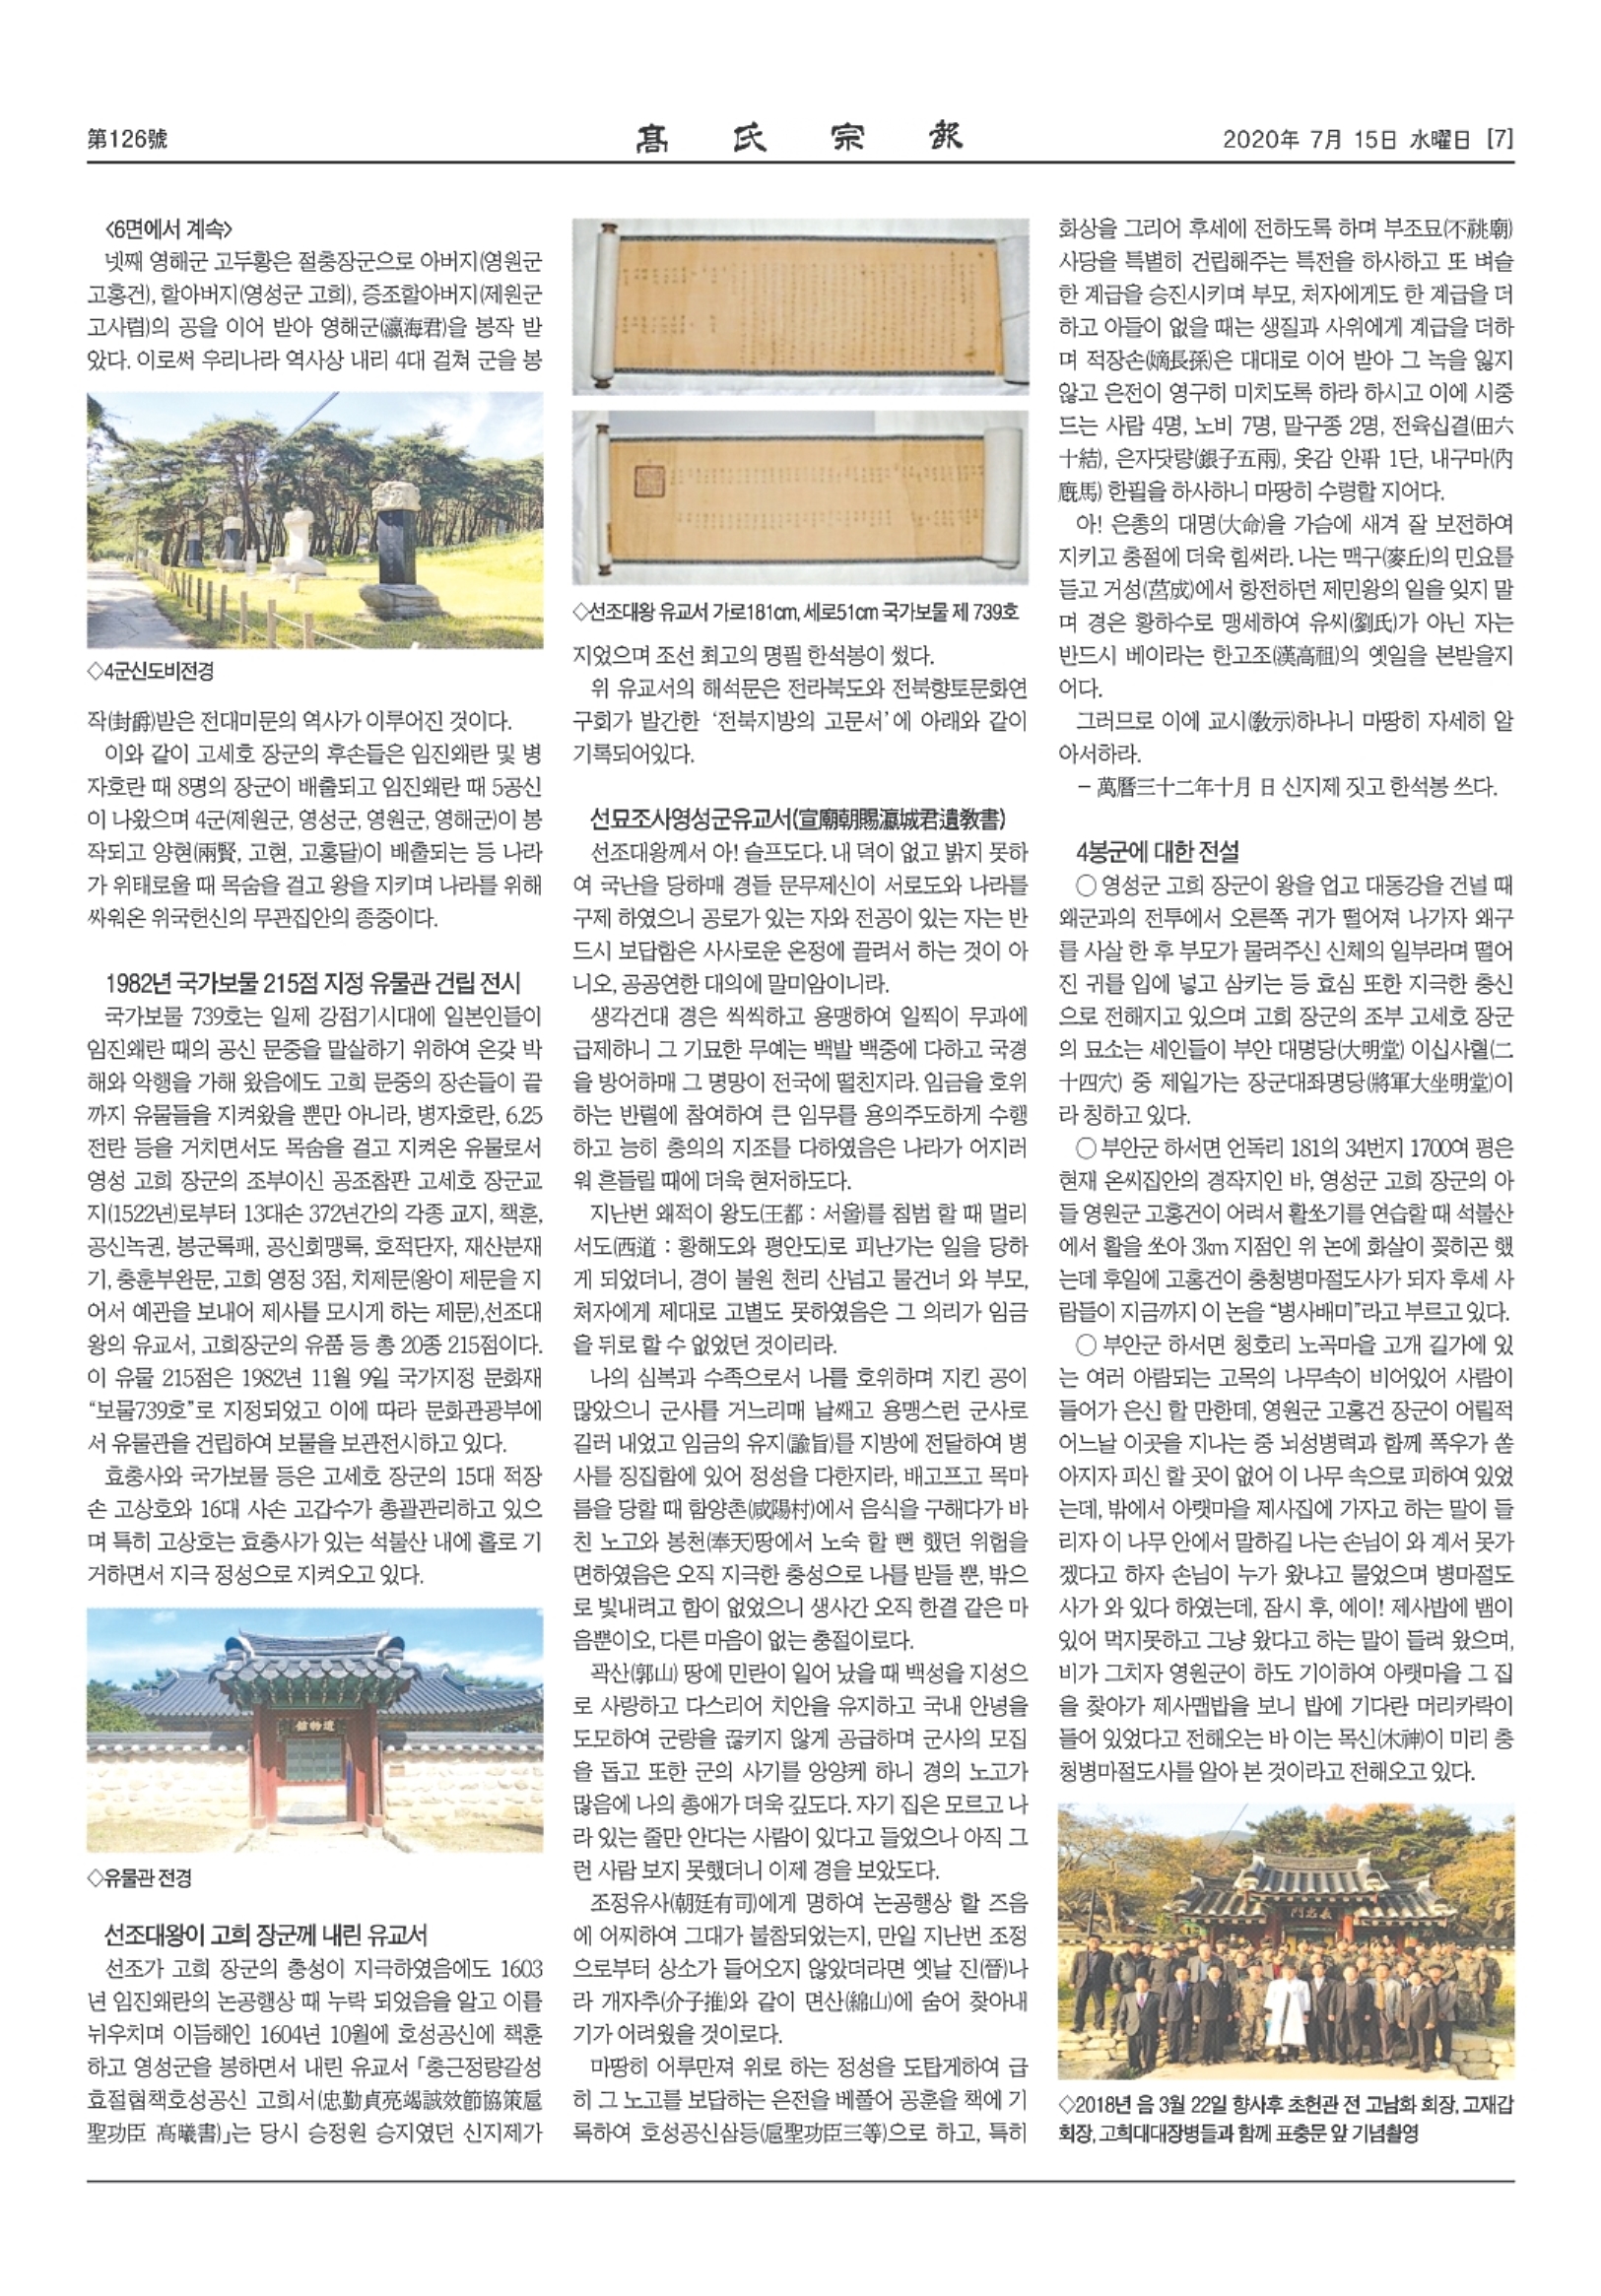 第126號
髙氏宗報
2020年 7月 15日 水曜日 [7]
<6면에서 계속>
넷째 영해군 고두황은 절충장군으로 아버지(영원군
고홍건), 할아버지(영성군 고희), 증조할아버지(제원군
고사렴)의 공을 이어 받아 영해군(瀛海君)을 봉작 받
았다. 이로써 우리나라 역사상 내리 4대 걸쳐 군을 봉
◇4군신도비전경
작(封爵)받은 전대미문의 역사가 이루어진 것이다.
이와 같이 고세호 장군의 후손들은 임진왜란 및 병
자호란 때 8명의 장군이 배출되고 임진왜란 때 5공신
이 나왔으며 4군(제원군, 영성군, 영원군, 영해군)이 봉
작되고 양현(兩賢, 고현, 고홍달)이 배출되는 등 나라
가 위태로울 때 목숨을 걸고 왕을 지키며 나라를 위해
싸워온 위국헌신의 무관집안의 종중이다.
1982년 국가보물 215점 지정 유물관 건립 전시
국가보물 739호는 일제 강점기시대에 일본인들이
임진왜란 때의 공신 문중을 말살하기 위하여 온갖 박
해와 악행을 가해 왔음에도 고희 문중의 장손들이 끝
까지 유물들을 지켜왔을 뿐만 아니라, 병자호란, 6.25
전란 등을 거치면서도 목숨을 걸고 지켜온 유물로서
영성 고희 장군의 조부이신 공조참판 고세호 장군교
지(1522년)로부터 13대손 372년간의 각종 교지, 책훈,
공신녹권, 봉군록패, 공신회맹록, 호적단자, 재산분재
기, 충훈부완문, 고희 영정 3점, 치제문(왕이 제문을 지
어서 예관을 보내어 제사를 모시게 하는 제문),선조대
왕의 유교서, 고희장군의 유품 등 총 20종 215점이다.
이 유물 215점은 1982년 11월 9일 국가지정 문화재
“보물739호”로 지정되었고 이에 따라 문화관광부에
서 유물관을 건립하여 보물을 보관전시하고 있다.
효충사와 국가보물 등은 고세호 장군의 15대 적장
손 고상호와 16대 사손 고갑수가 총괄관리하고 있으
며 특히 고상호는 효충사가 있는 석불산 내에 홀로 기
거하면서 지극 정성으로 지켜오고 있다.
館物遺
◇유물관 전경
선조대왕이 고희 장군께 내린 유교서
선조가 고희 장군의 충성이 지극하였음에도 1603
년 임진왜란의 논공행상 때 누락 되었음을 알고 이를
뉘우치며 이듬해인 1604년 10월에 호성공신에 책훈
하고 영성군을 봉하면서 내린 유교서 「충근정량갈성
효절협책호성공신 고희서(忠勤貞亮竭誠效節協策扈
聖功臣 高曦書)」는 당시 승정원 승지였던 신지제가
◇선조대왕 유교서 가로181cm, 세로51cm 국가보물 제 739호
지었으며 조선 최고의 명필 한석봉이 썼다.
위 유교서의 해석문은 전라북도와 전북향토문화연
구회가 발간한 ‘전북지방의 고문서’에 아래와 같이
기록되어있다.
선묘조사영성군유교서(宣廟朝賜瀛城君遺敎書)
선조대왕께서 아! 슬프도다. 내 덕이 없고 밝지 못하
여 국난을 당하매 경들 문무제신이 서로도와 나라를
구제 하였으니 공로가 있는 자와 전공이 있는 자는 반
드시 보답함은 사사로운 온정에 끌려서 하는 것이 아
니오, 공공연한 대의에 말미암이니라.
생각건대 경은 씩씩하고 용맹하여 일찍이 무과에
급제하니 그 기묘한 무예는 백발 백중에 다하고 국경
을 방어하매 그 명망이 전국에 떨친지라. 임금을 호위
하는 반렬에 참여하여 큰 임무를 용의주도하게 수행
하고 능히 충의의 지조를 다하였음은 나라가 어지러
워 흔들릴 때에 더욱 현저하도다.
지난번 왜적이 왕도(王都 : 서울)를 침범 할 때 멀리
서도(西道 : 황해도와 평안도)로 피난가는 일을 당하
게 되었더니, 경이 불원 천리 산넘고 물건너 와 부모,
처자에게 제대로 고별도 못하였음은 그 의리가 임금
을 뒤로 할 수 없었던 것이리라.
나의 심복과 수족으로서 나를 호위하며 지킨 공이
많았으니 군사를 거느리매 날쌔고 용맹스런 군사로
길러 내었고 임금의 유지(諭旨)를 지방에 전달하여 병
사를 징집함에 있어 정성을 다한지라, 배고프고 목마
름을 당할 때 함양촌(咸陽村)에서 음식을 구해다가 바
친 노고와 봉천(奉天)땅에서 노숙 할 뻔 했던 위험을
면하였음은 오직 지극한 충성으로 나를 받들 뿐, 밖으
로 빛내려고 함이 없었으니 생사간 오직 한결 같은 마
음뿐이오, 다른 마음이 없는 충절이로다.
곽산(郭山) 땅에 민란이 일어 났을 때 백성을 지성으
로 사랑하고 다스리어 치안을 유지하고 국내 안녕을
도모하여 군량을 끊키지 않게 공급하며 군사의 모집
을 돕고 또한 군의 사기를 앙양케 하니 경의 노고가
많음에 나의 총애가 더욱 깊도다. 자기 집은 모르고 나
라 있는 줄만 안다는 사람이 있다고 들었으나 아직 그
런 사람 보지 못했더니 이제 경을 보았도다.
조정유사(朝廷有司)에게 명하여 논공행상 할 즈음
에 어찌하여 그대가 불참되었는지, 만일 지난번 조정
으로부터 상소가 들어오지 않았더라면 옛날 진(晉)나
라 개자추(介子推)와 같이 면산(綿山)에 숨어 찾아내
기가 어려웠을 것이로다.
마땅히 어루만져 위로 하는 정성을 도탑게하여 급
히 그 노고를 보답하는 은전을 베풀어 공훈을 책에 기
록하여 호성공신삼등(扈聖功臣三等)으로 하고, 특히
화상을 그리어 후세에 전하도록 하며 부조묘(不祧廟)
사당을 특별히 건립해주는 특전을 하사하고 또 벼슬
한 계급을 승진시키며 부모, 처자에게도 한 계급을 더
하고 아들이 없을 때는 생질과 사위에게 계급을 더하
며 적장손(嫡長孫)은 대대로 이어 받아 그 녹을 잃지
않고 은전이 영구히 미치도록 하라 하시고 이에 시중
드는 사람 4명, 노비 7명, 말구종 2명, 전육십결(田六
十結), 은자닷량(銀子五兩), 옷감 안팎 1단, 내구마(內
廐馬) 한필을 하사하니 마땅히 수령할 지어다.
아! 은총의 대명(大命)을 가슴에 새겨 잘 보전하여
지키고 충절에 더욱 힘써라. 나는 맥구(麥丘)의 민요를
듣고 거성(莒成)에서 항전하던 제민왕의 일을 잊지 말
며 경은 황하수로 맹세하여 유씨(劉氏)가 아닌 자는
반드시 베이라는 한고조(漢高祖)의 옛일을 본받을지
어다.
그러므로 이에 교시(敎示)하나니 마땅히 자세히 알
아서하라.
- 萬曆三十二年十月 日 신지제 짓고 한석봉 쓰다.
4봉군에 대한 전설
○ 영성군 고희 장군이 왕을 업고 대동강을 건널 때
왜군과의 전투에서 오른쪽 귀가 떨어져 나가자 왜구
를 사살 한 후 부모가 물려주신 신체의 일부라며 떨어
진 귀를 입에 넣고 삼키는 등 효심 또한 지극한 충신
으로 전해지고 있으며 고희 장군의 조부 고세호 장군
의 묘소는 세인들이 부안 대명당(大明堂) 이십사혈(二
十四穴) 중 제일가는 장군대좌명당(將軍大坐明堂)이
라 칭하고 있다.
○ 부안군 하서면 언독리 181의 34번지 1700여 평은
현재 온씨집안의 경작지인 바, 영성군 고희 장군의 아
들 영원군 고홍건이 어려서 활쏘기를 연습할 때 석불산
에서 활을 쏘아 3km 지점인 위 논에 화살이 꽂히곤 했
는데 후일에 고홍건이 충청병마절도사가 되자 후세 사
람들이 지금까지 이 논을 “병사배미”라고 부르고 있다.
○ 부안군 하서면 청호리 노곡마을 고개 길가에 있
는 여러 아람되는 고목의 나무속이 비어있어 사람이
들어가 은신 할 만한데, 영원군 고홍건 장군이 어릴적
어느날 이곳을 지나는 중 뇌성병력과 함께 폭우가 쏟
아지자 피신 할 곳이 없어 이 나무 속으로 피하여 있었
는데, 밖에서 아랫마을 제사집에 가자고 하는 말이 들
리자 이 나무 안에서 말하길 나는 손님이 와 계서 못가
겠다고 하자 손님이 누가 왔냐고 물었으며 병마절도
사가 와 있다 하였는데, 잠시 후, 에이! 제사밥에 뱀이
있어 먹지못하고 그냥 왔다고 하는 말이 들려 왔으며,
비가 그치자 영원군이 하도 기이하여 아랫마을 그 집
을 찾아가 제사맵밥을 보니 밥에 기다란 머리카락이
들어 있었다고 전해오는 바 이는 목신(木神)이 미리 충
청병마절도사를 알아 본 것이라고 전해오고 있다.
門忠表
◇2018년 음 3월 22일 향사후 초헌관 전 고남화 회장, 고재갑
회장, 고희대대장병들과 함께 표충문 앞 기념촬영